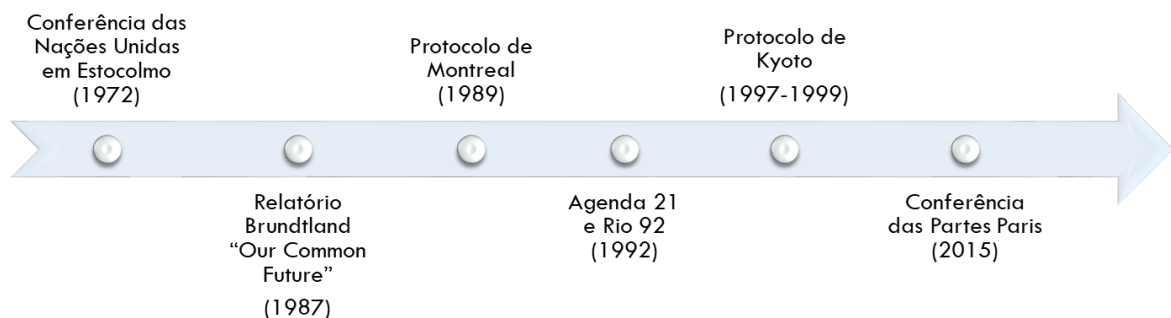 Conferência das
Nações Unidas
em Estocolmo
(1972)
Relatório
Brundtland
“Our Common
Future”
(1987)
Protocolo de
Montreal
(1989)
Agenda 21
e Rio 92
(1992)
Protocolo de
Kyoto
(1997-1999)
Conferência
das Partes Paris
(2015)